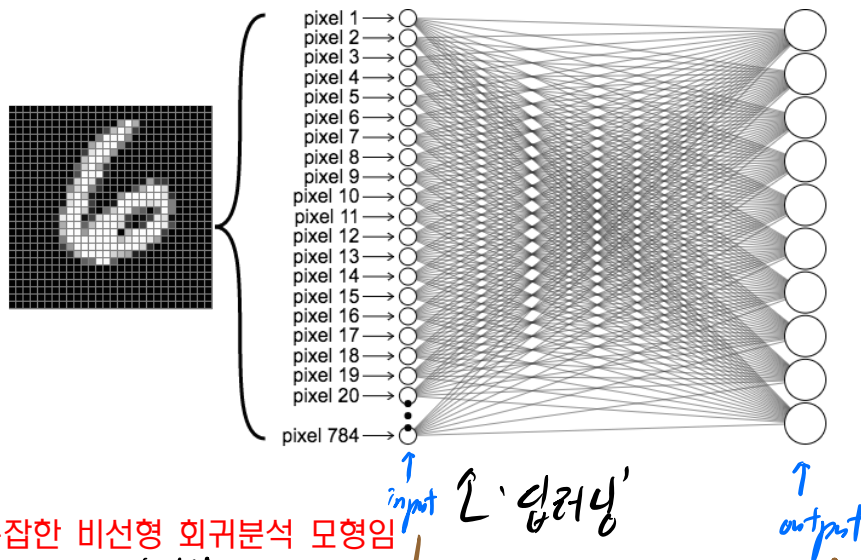 pixel 1
pixel 2
pixel 3
pixel 4
pixel 5
pixel 6
pixel 7
pixel 8
pixel 9
pixel 10
pixel 11
pixel 12
pixel 13
pixel 14
pixel 15
pixel 16
pixel 17
pixel 18
pixel 19
pixel 20
pixel 784
input
'딥러닝'
output
잡한 비선형 회귀분석 모형임